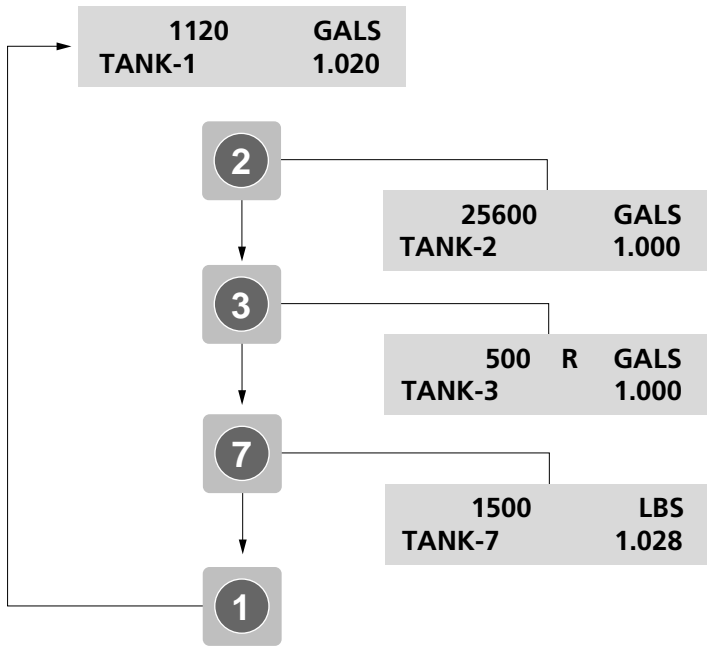 1120 GALS
TANK-1 1.020
2
25600 GALS
TANK-2 1.000
3
500 R GALS
TANK-3 1.000
7
1500 LBS
TANK-7 1.028
1